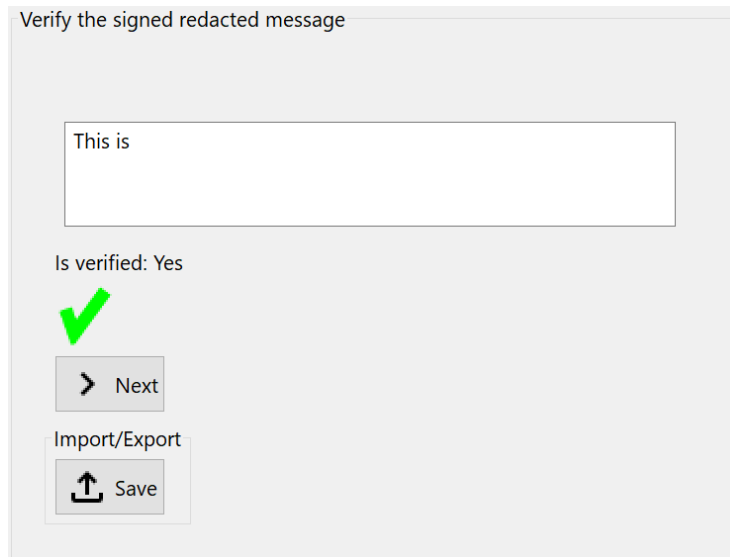 Verify the signed redacted message
This is
Is verified: Yes
Next
Import/Export
Save